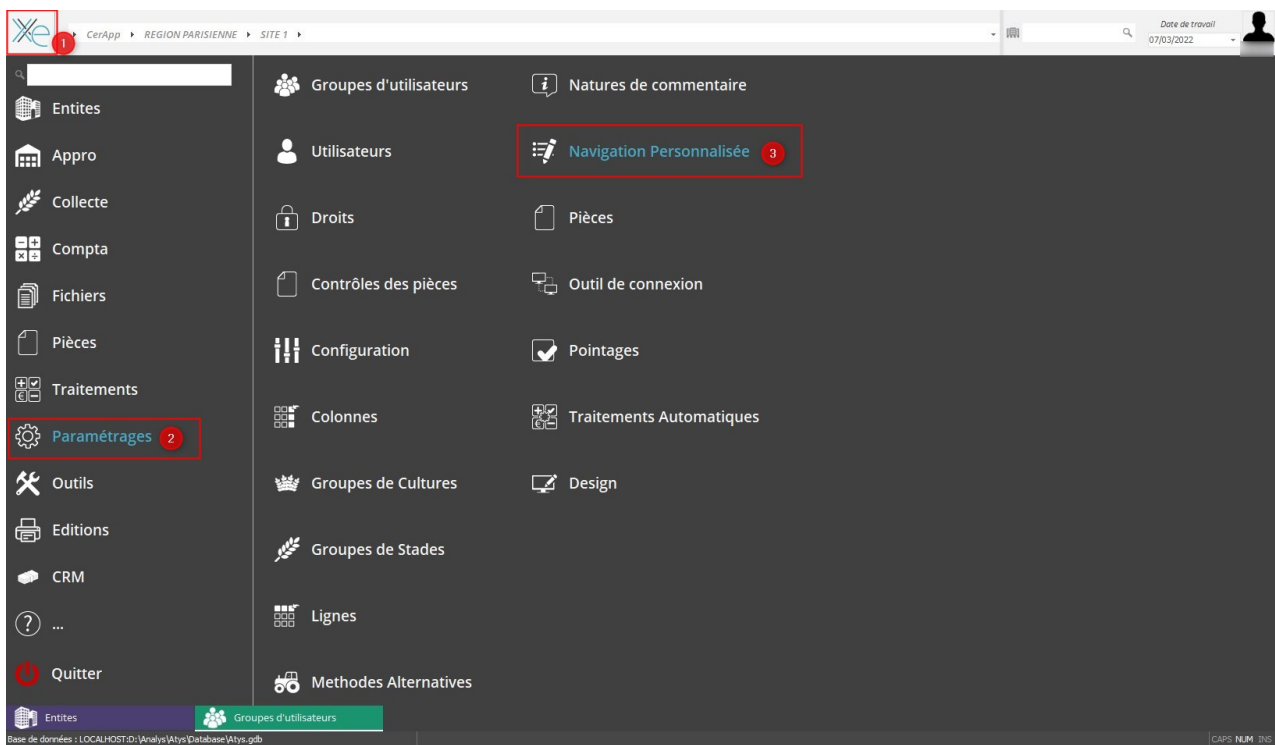 Xe 1 CerApp REGION PARISIENNE SITE 1 Date de travail
07/03/2022
Entites
Appro
Collecte
Compta
Fichiers
Pièces
Traitements
Paramétrages 2
Outils
Editions
CRM
? ...
Quitter
Groupes d'utilisateurs
Utilisateurs
Droits
Contrôles des pièces
Configuration
Colonnes
Groupes de Cultures
Groupes de Stades
Lignes
Methodes Alternatives
Natures de commentaire
Navigation Personnalisée 3
Pièces
Outil de connexion
Pointages
Traitements Automatiques
Design
Entites Groupes d'utilisateurs
Base de données : LOCALHOST:D:\Analys\Atys\Database\Atys.gdb CAPS NUM INS